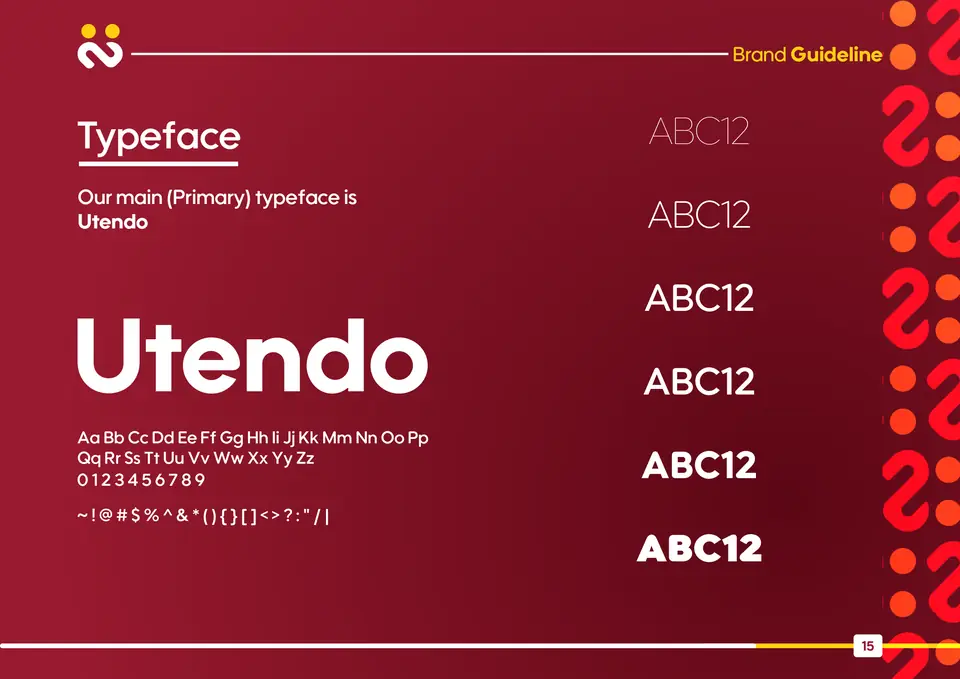 Brand Guideline
Typeface
Our main (Primary) typeface is
Utendo
Utendo
Aa Bb Cc Dd Ee Ff Gg Hh Ii Jj Kk Mm Nn Oo Pp
Qq Rr Ss Tt Uu Vv Ww Xx Yy Zz
0 1 2 3 4 5 6 7 8 9
~ ! @ # $ % ^ & * ( ) { } [ ] < > ? : " / |
ABC12
ABC12
ABC12
ABC12
ABC12
ABC12
15